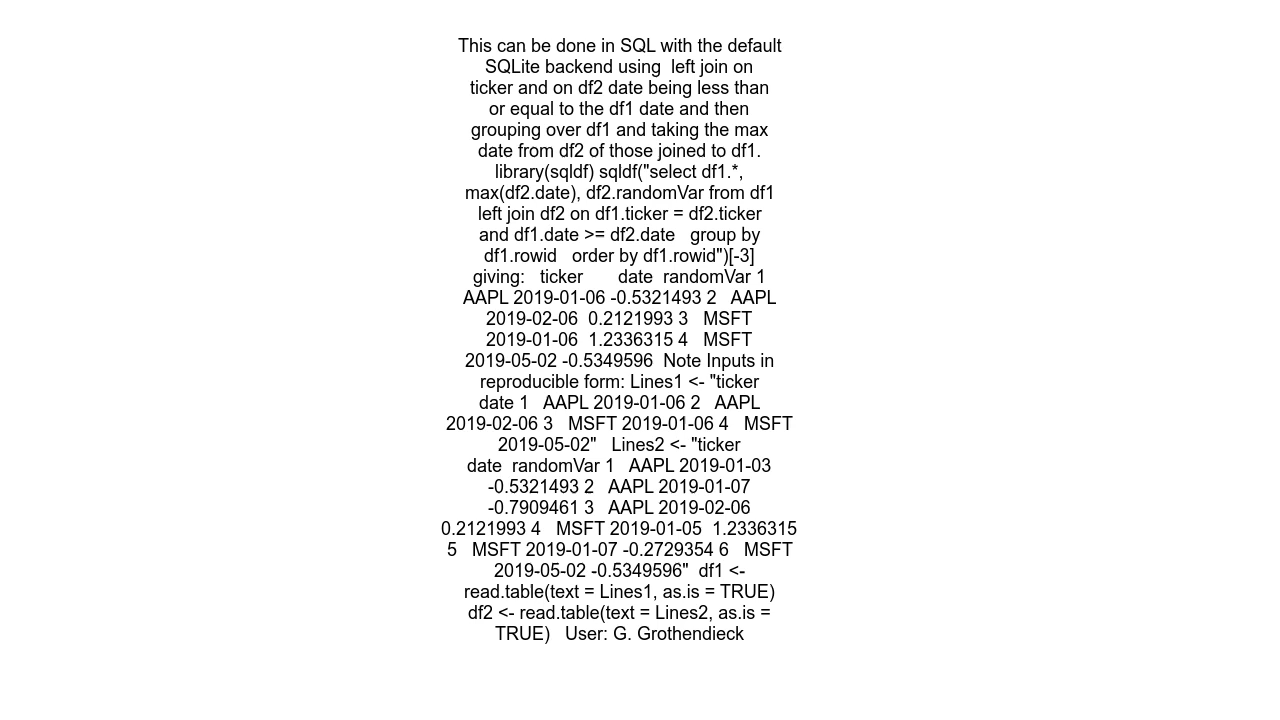 This can be done in SQL with the default
SQLite backend using  left join on
ticker and on df2 date being less than
or equal to the df1 date and then
grouping over df1 and taking the max
date from df2 of those joined to df1.
library(sqldf) sqldf("select df1.*,
max(df2.date), df2.randomVar from df1
left join df2 on df1.ticker = df2.ticker
and df1.date >= df2.date   group by
df1.rowid   order by df1.rowid")[-3]
giving:   ticker       date  randomVar 1
AAPL 2019-01-06 -0.5321493 2   AAPL
2019-02-06  0.2121993 3   MSFT
2019-01-06  1.2336315 4   MSFT
2019-05-02 -0.5349596  Note Inputs in
reproducible form: Lines1 <- "ticker
date 1   AAPL 2019-01-06 2   AAPL
2019-02-06 3   MSFT 2019-01-06 4   MSFT
2019-05-02"   Lines2 <- "ticker
date  randomVar 1   AAPL 2019-01-03
-0.5321493 2   AAPL 2019-01-07
-0.7909461 3   AAPL 2019-02-06
0.2121993 4   MSFT 2019-01-05  1.2336315
5   MSFT 2019-01-07 -0.2729354 6   MSFT
2019-05-02 -0.5349596"  df1 <-
read.table(text = Lines1, as.is = TRUE)
df2 <- read.table(text = Lines2, as.is =
TRUE)   User: G. Grothendieck